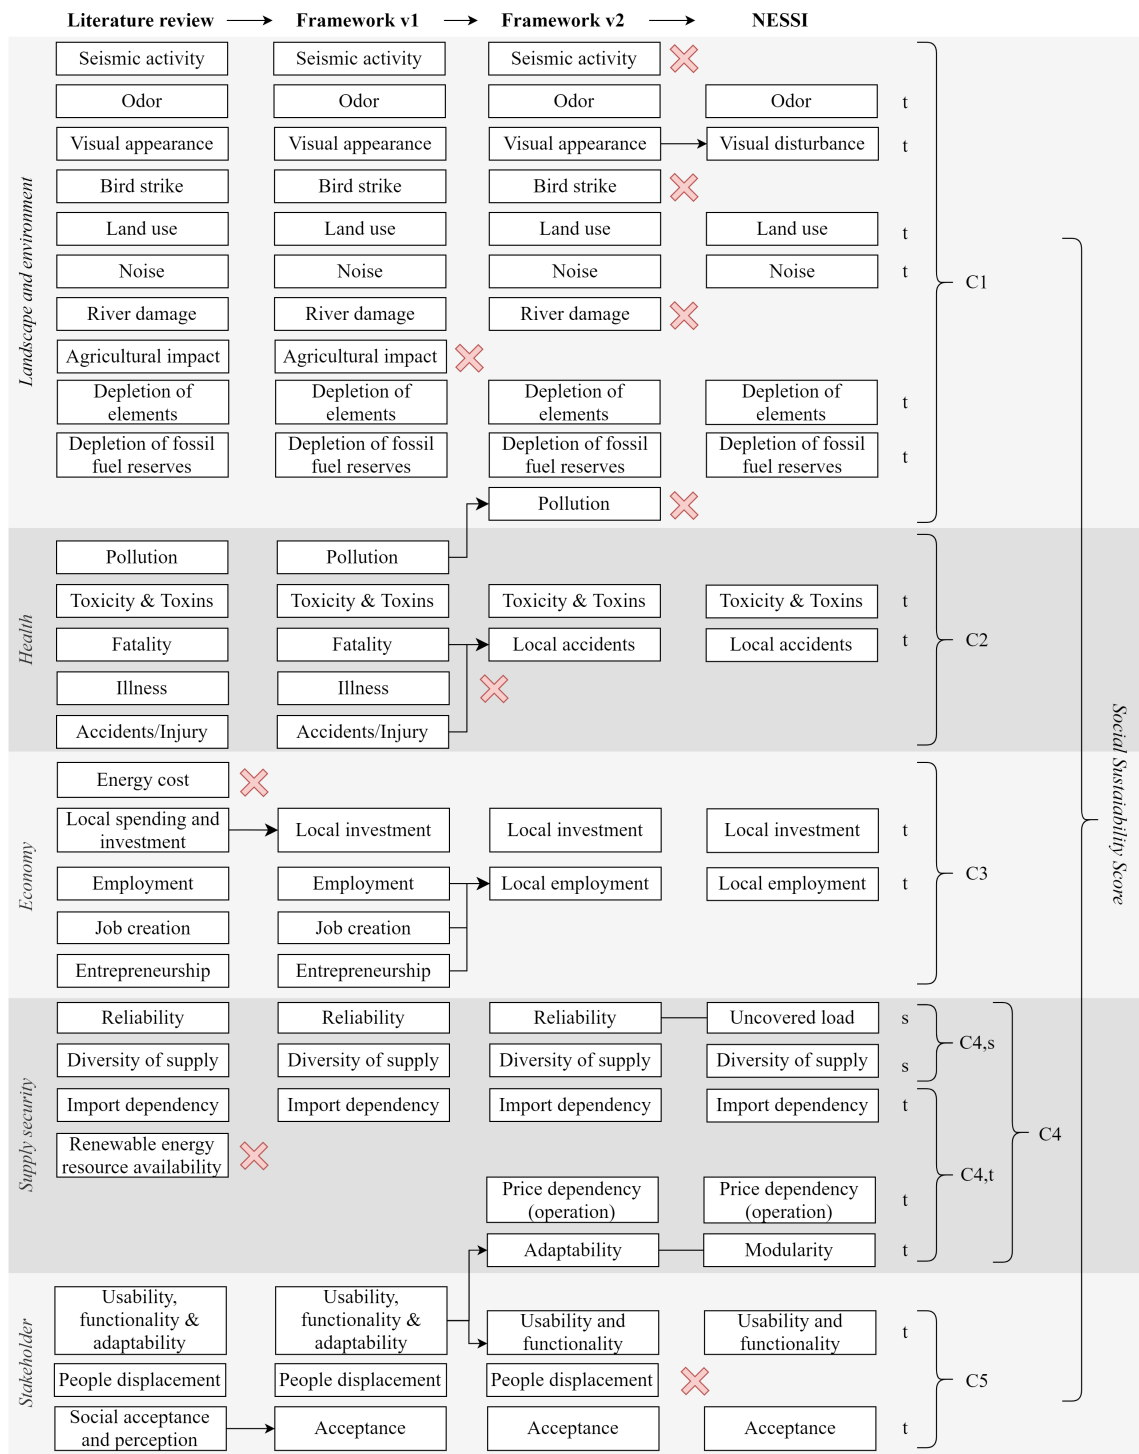 Literature review
Framework v1
Framework v2
NESSI
Landscape and environment
Seismic activity
Seismic activity
Seismic activity
Odor
Odor
Odor
Odor
t
Visual appearance
Visual appearance
Visual appearance
Visual disturbance
t
Bird strike
Bird strike
Bird strike
Land use
Land use
Land use
Land use
t
Noise
Noise
Noise
Noise
t
C1
River damage
River damage
River damage
Agricultural impact
Agricultural impact
Depletion of
elements
Depletion of
elements
Depletion of
elements
Depletion of
elements
t
Depletion of fossil
fuel reserves
Depletion of fossil
fuel reserves
Depletion of fossil
fuel reserves
Depletion of fossil
fuel reserves
t
Pollution
Health
Pollution
Pollution
Toxicity & Toxins
Toxicity & Toxins
Toxicity & Toxins
Toxicity & Toxins
t
Fatality
Fatality
Local accidents
Local accidents
t
C2
Illness
Illness
Accidents/Injury
Accidents/Injury
Social Sustaiability Score
Economy
Energy cost
Local spending and
investment
Local investment
Local investment
Local investment
t
Employment
Employment
Local employment
Local employment
t
C3
Job creation
Job creation
Entrepreneurship
Entrepreneurship
Supply security
Reliability
Reliability
Reliability
Uncovered load
s
C4,s
Diversity of supply
Diversity of supply
Diversity of supply
Diversity of supply
s
Import dependency
Import dependency
Import dependency
Import dependency
t
C4
Renewable energy
resource availability
C4,t
Price dependency
(operation)
Price dependency
(operation)
t
Adaptability
Modularity
t
Stakeholder
Usability,
functionality &
adaptability
Usability,
functionality &
adaptability
Usability and
functionality
Usability and
functionality
t
People displacement
People displacement
People displacement
C5
Social acceptance
and perception
Acceptance
Acceptance
Acceptance
t